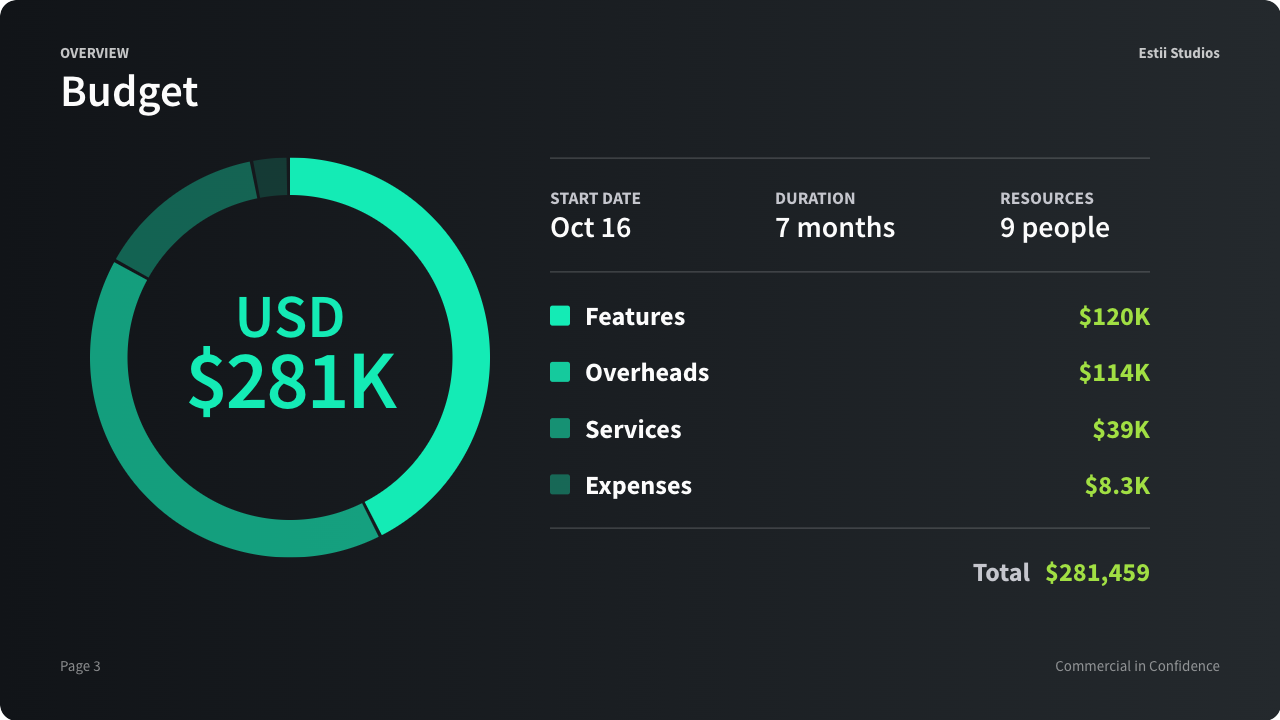 OVERVIEW
Estii Studios
Budget
USD
$281K
START DATE
Oct 16
DURATION
7 months
RESOURCES
9 people
Features $120K
Overheads $114K
Services $39K
Expenses $8.3K
Total $281,459
Page 3
Commercial in Confidence